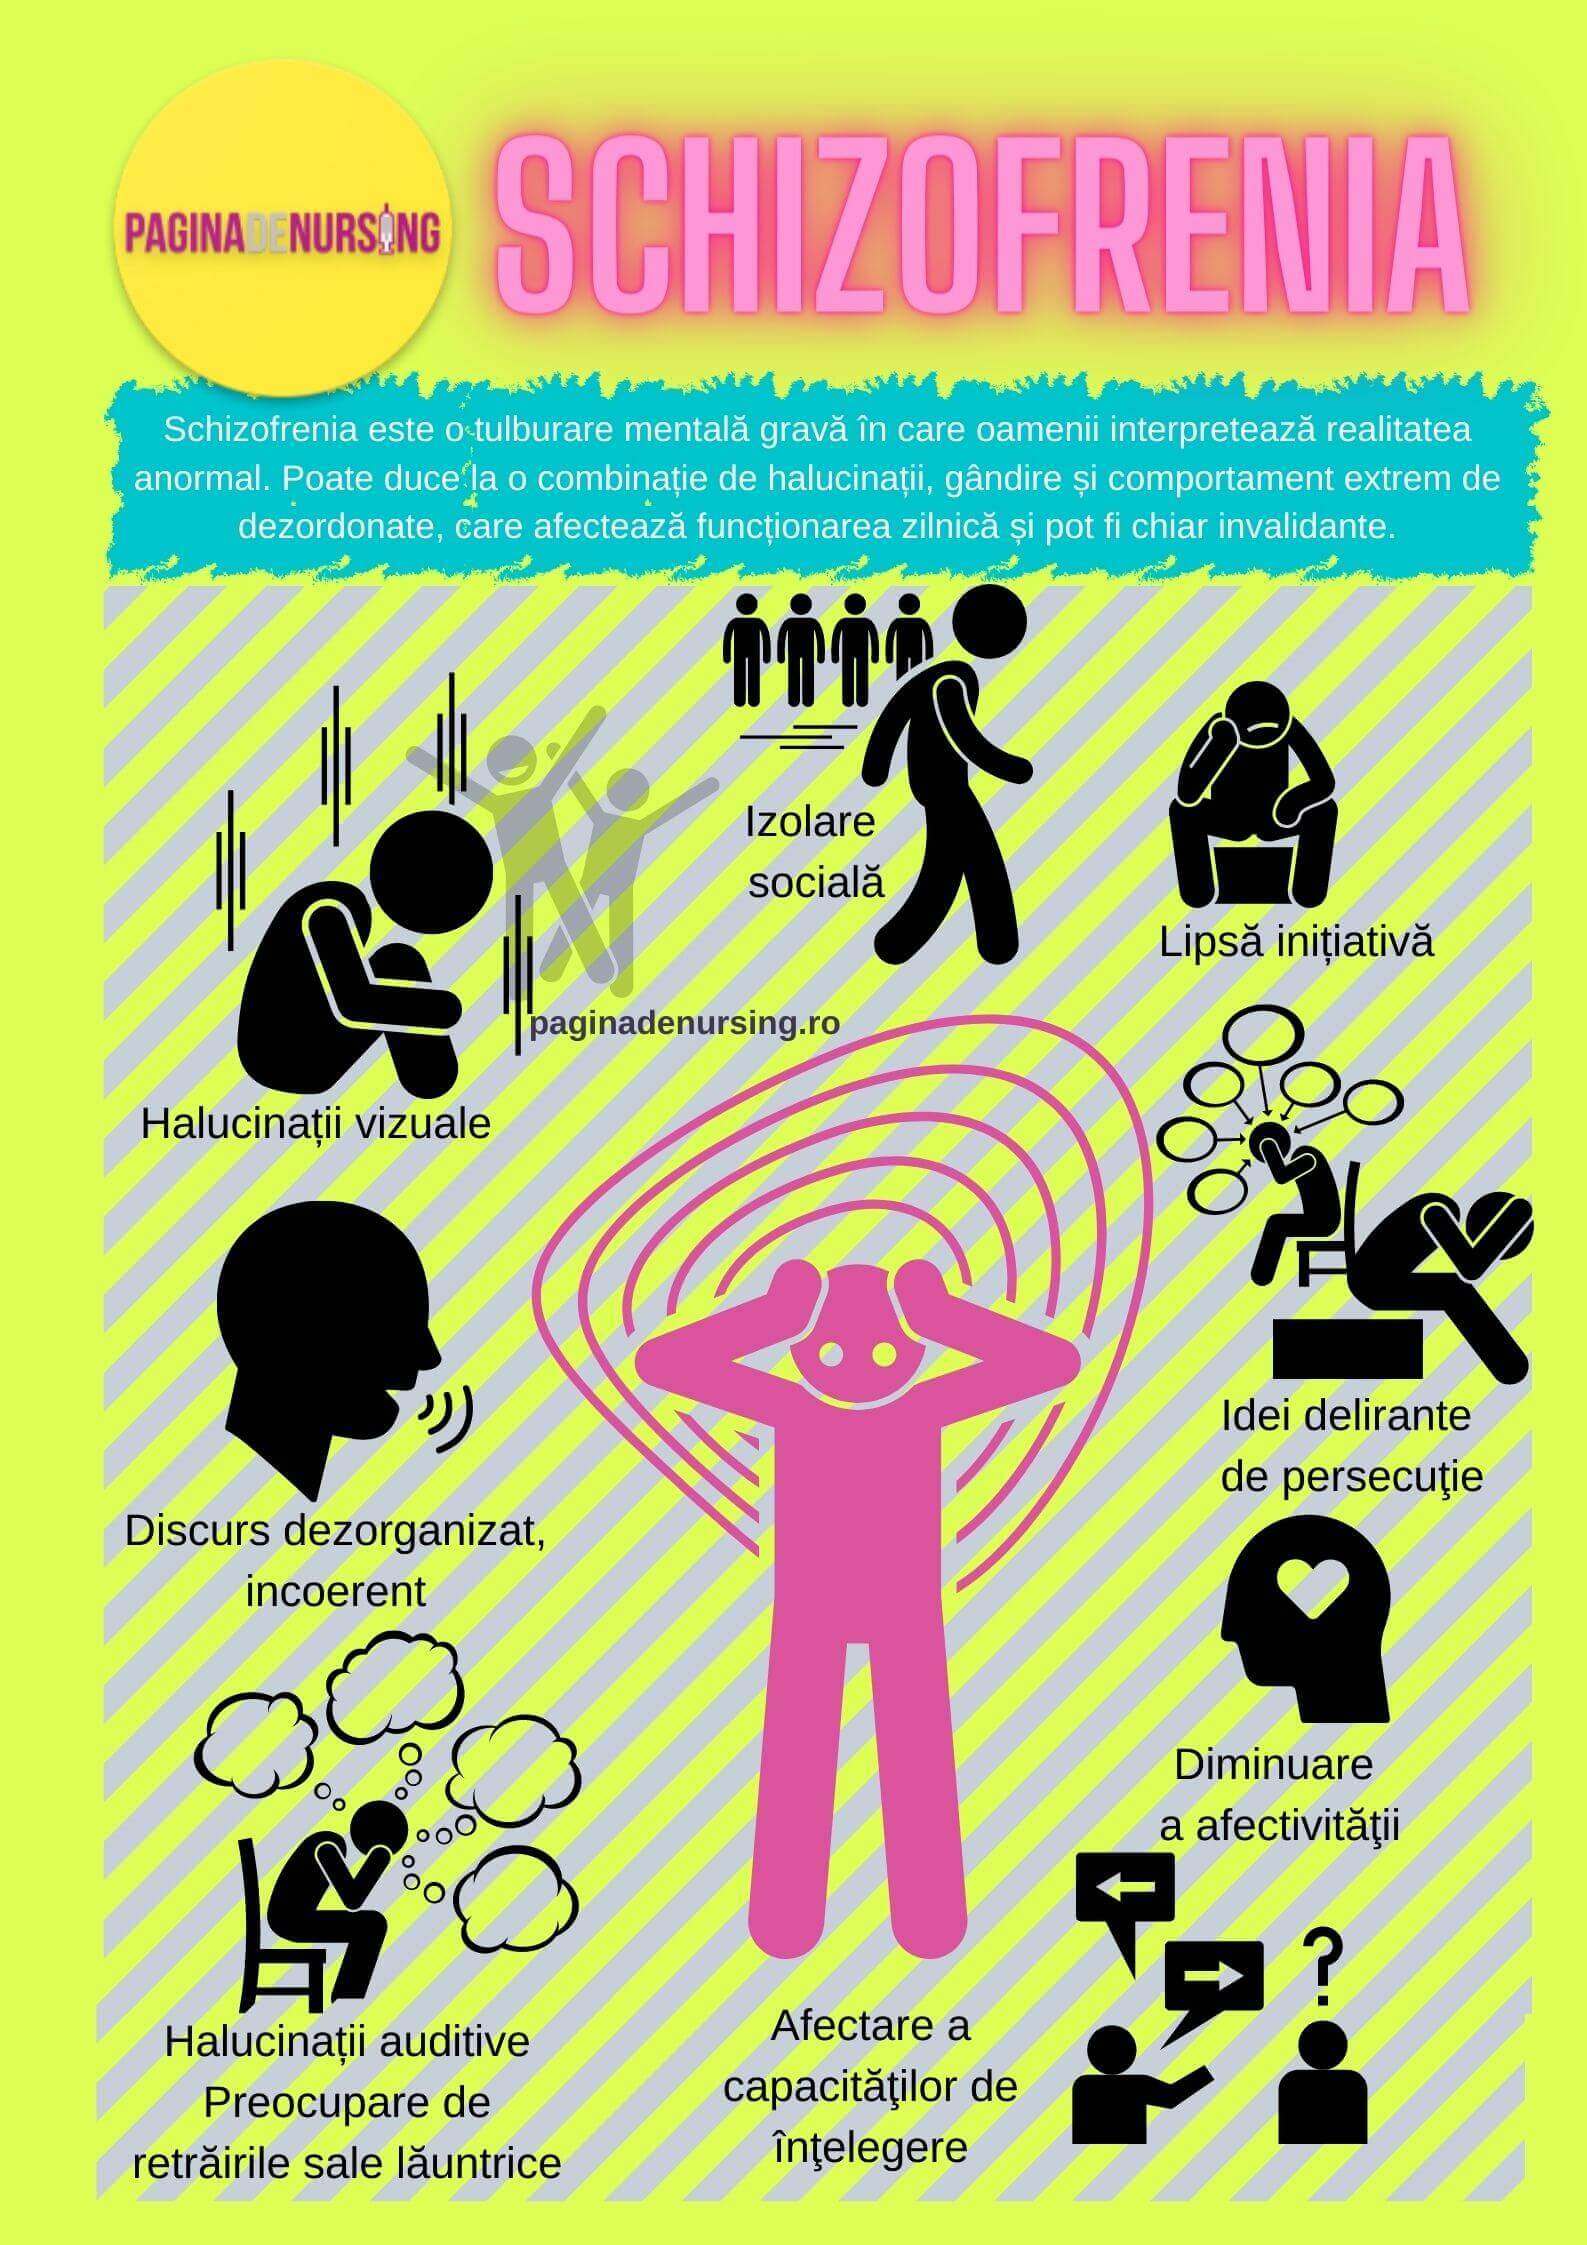 PAGINADENURSING
SCHIZOFRENIA
Schizofrenia este o tulburare mentală gravă în care oamenii interpretează realitatea
anormal. Poate duce la o combinație de halucinații, gândire și comportament extrem de
dezordonate, care afectează funcționarea zilnică și pot fi chiar invalidante.
Izolare
socială
Lipsă inițiativă
paginadenursing.ro
Halucinații vizuale
Idei delirante
de persecuţie
Discurs dezorganizat,
incoerent
Diminuare
a afectivităţii
Halucinații auditive
Preocupare de
retrăirile sale lăuntrice
Afectare a
capacităţilor de
înţelegere
?